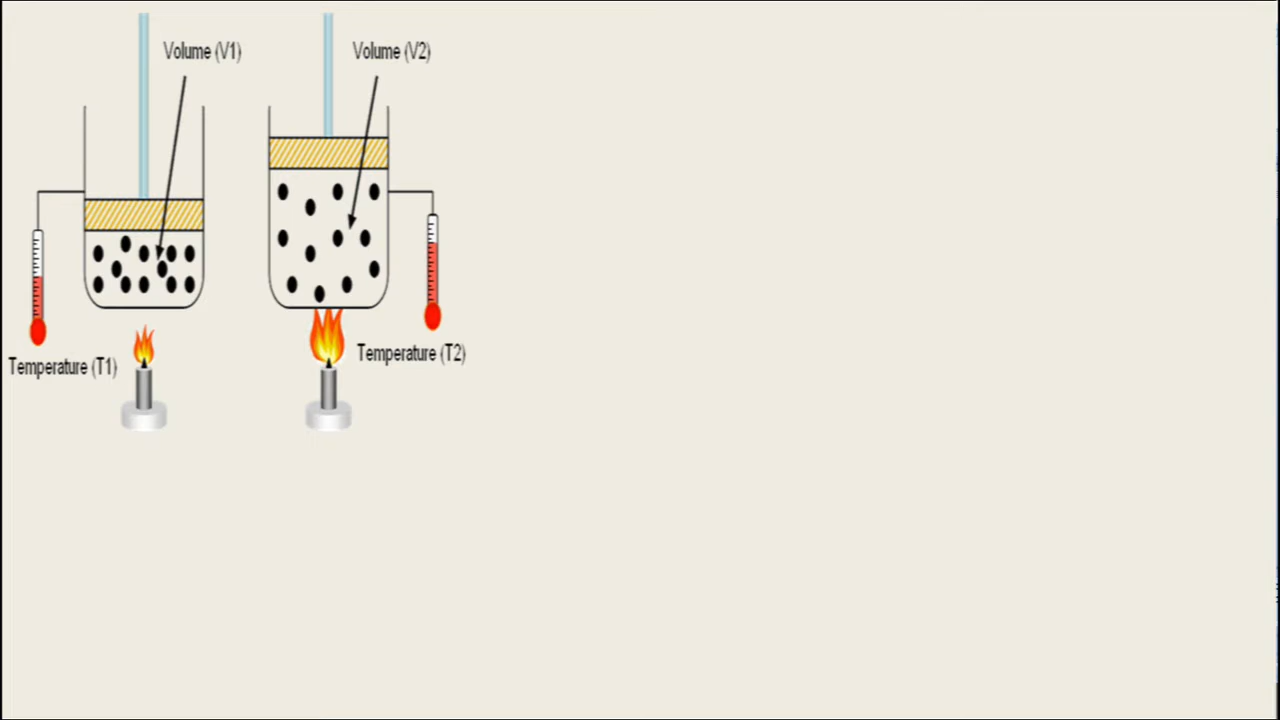 Volume (V1)
Volume (V2)
Temperature (T1)
Temperature (T2)